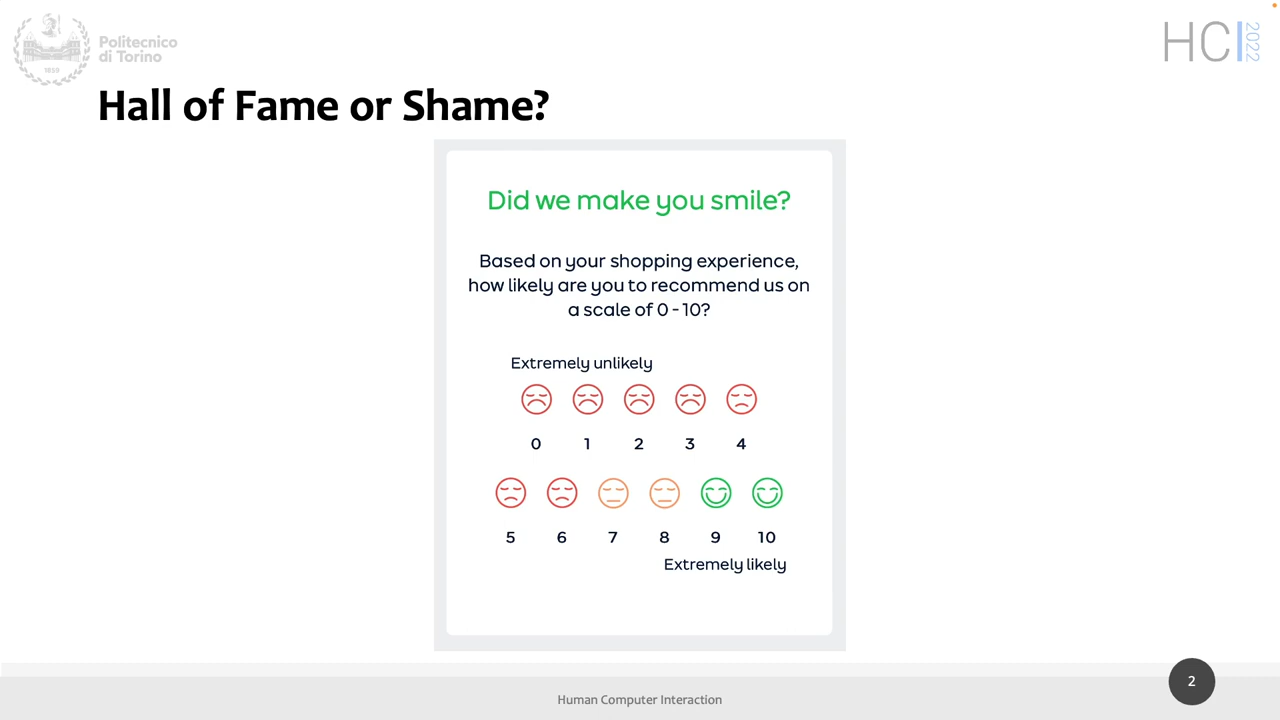 Politecnico
di Torino
1859
HCI 2022
Hall of Fame or Shame?
Did we make you smile?
Based on your shopping experience,
how likely are you to recommend us on
a scale of 0 - 10?
Extremely unlikely
0 1 2 3 4
5 6 7 8 9 10
Extremely likely
Human Computer Interaction
2